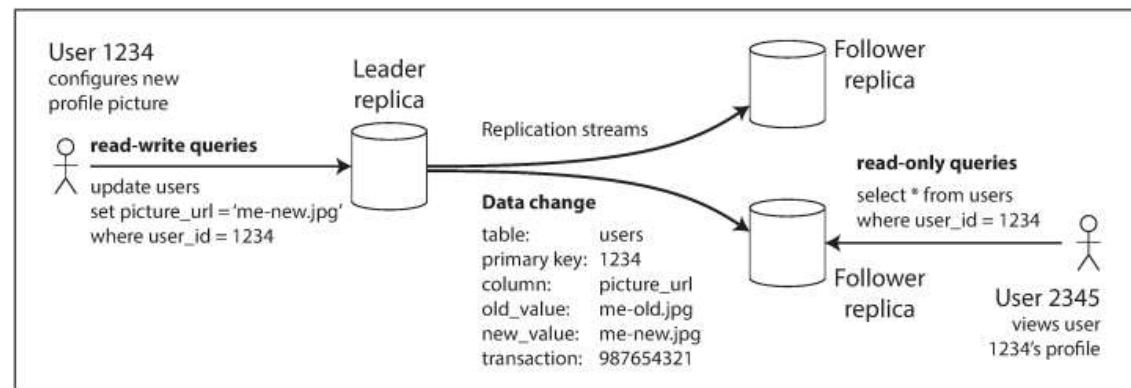 User 1234
configures new
profile picture
read-write queries
update users
set picture_url = 'me-new.jpg'
where user_id = 1234
Leader
replica
Replication streams
Data change
table: users
primary key: 1234
column: picture_url
old_value: me-old.jpg
new_value: me-new.jpg
transaction: 987654321
Follower
replica
read-only queries
select * from users
where user_id = 1234
Follower
replica
User 2345
views user
1234's profile